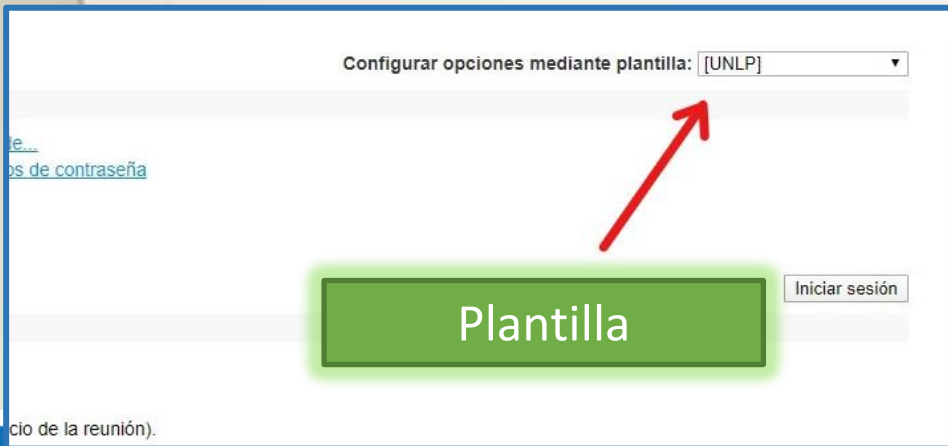 Configurar opciones mediante plantilla: [UNLP]
de...
os de contraseña
Iniciar sesión
Plantilla
cio de la reunión).